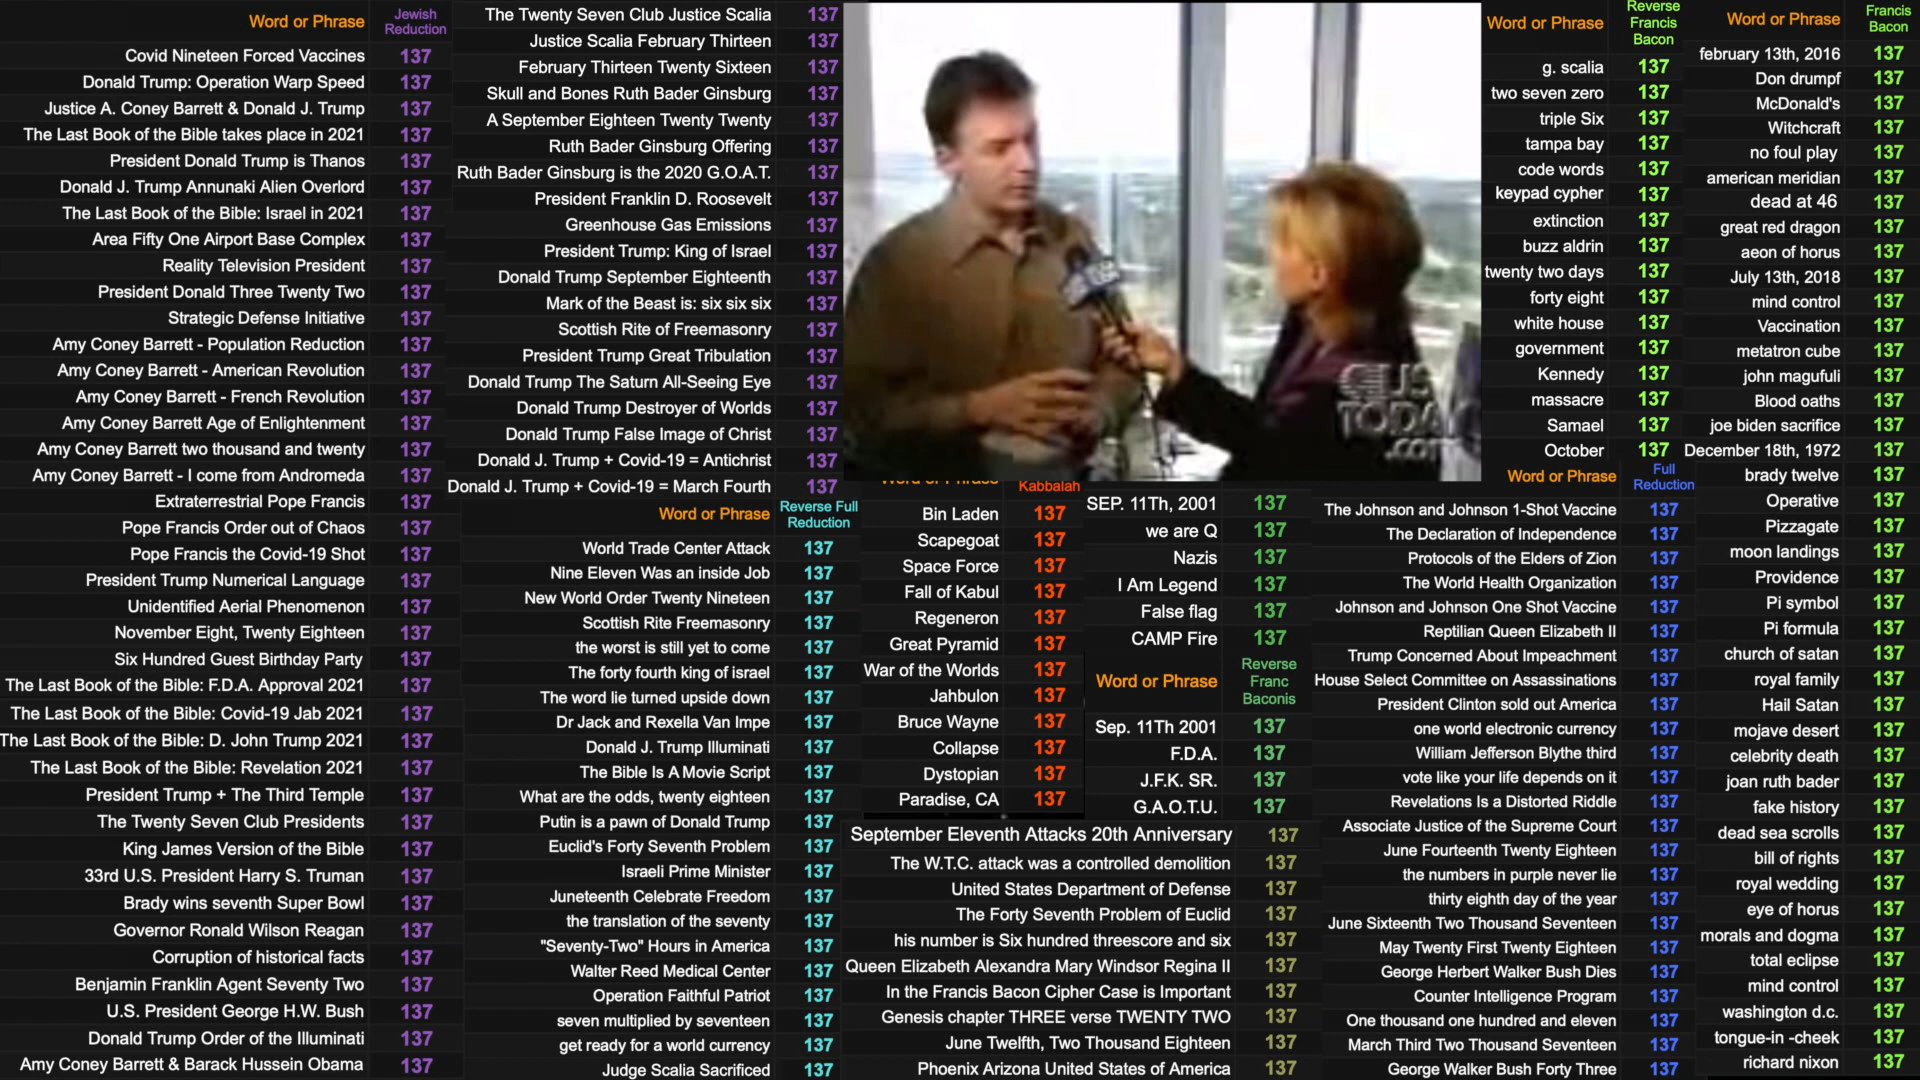 Word or Phrase Jewish Reduction
Covid Nineteen Forced Vaccines 137
Donald Trump: Operation Warp Speed 137
Justice A. Coney Barrett & Donald J. Trump 137
The Last Book of the Bible takes place in 2021 137
President Donald Trump is Thanos 137
Donald J. Trump Annunaki Alien Overlord 137
The Last Book of the Bible: Israel in 2021 137
Area Fifty One Airport Base Complex 137
Reality Television President 137
President Donald Three Twenty Two 137
Strategic Defense Initiative 137
Amy Coney Barrett - Population Reduction 137
Amy Coney Barrett - American Revolution 137
Amy Coney Barrett - French Revolution 137
Amy Coney Barrett Age of Enlightenment 137
Amy Coney Barrett two thousand and twenty 137
Amy Coney Barrett - I come from Andromeda 137
Extraterrestrial Pope Francis 137
Pope Francis Order out of Chaos 137
Pope Francis the Covid-19 Shot 137
President Trump Numerical Language 137
Unidentified Aerial Phenomenon 137
November Eight, Twenty Eighteen 137
Six Hundred Guest Birthday Party 137
The Last Book of the Bible: F.D.A. Approval 2021 137
The Last Book of the Bible: Covid-19 Jab 2021 137
The Last Book of the Bible: D. John Trump 2021 137
The Last Book of the Bible: Revelation 2021 137
President Trump + The Third Temple 137
The Twenty Seven Club Presidents 137
King James Version of the Bible 137
33rd U.S. President Harry S. Truman 137
Brady wins seventh Super Bowl 137
Governor Ronald Wilson Reagan 137
Corruption of historical facts 137
Benjamin Franklin Agent Seventy Two 137
U.S. President George H.W. Bush 137
Donald Trump Order of the Illuminati 137
Amy Coney Barrett & Barack Hussein Obama 137
The Twenty Seven Club Justice Scalia 137
Justice Scalia February Thirteen 137
February Thirteen Twenty Sixteen 137
Skull and Bones Ruth Bader Ginsburg 137
A September Eighteen Twenty Twenty 137
Ruth Bader Ginsburg Offering 137
Ruth Bader Ginsburg is the 2020 G.O.A.T. 137
President Franklin D. Roosevelt 137
Greenhouse Gas Emissions 137
President Trump: King of Israel 137
Donald Trump September Eighteenth 137
Mark of the Beast is: six six six 137
Scottish Rite of Freemasonry 137
President Trump Great Tribulation 137
Donald Trump The Saturn All-Seeing Eye 137
Donald Trump Destroyer of Worlds 137
Donald Trump False Image of Christ 137
Donald J. Trump + Covid-19 = Antichrist 137
Donald J. Trump + Covid-19 = March Fourth 137
Word or Phrase Reverse Full Reduction
World Trade Center Attack 137
Nine Eleven Was an inside Job 137
New World Order Twenty Nineteen 137
Scottish Rite Freemasonry 137
the worst is still yet to come 137
The forty fourth king of israel 137
The word lie turned upside down 137
Dr Jack and Rexella Van Impe 137
Donald J. Trump Illuminati 137
The Bible Is A Movie Script 137
What are the odds, twenty eighteen 137
Putin is a pawn of Donald Trump 137
Euclid's Forty Seventh Problem 137
Israeli Prime Minister 137
Juneteenth Celebrate Freedom 137
the translation of the seventy 137
"Seventy-Two" Hours in America 137
Walter Reed Medical Center 137
Operation Faithful Patriot 137
seven multiplied by seventeen 137
get ready for a world currency 137
Judge Scalia Sacrificed 137
TODAY
.com
Word or Phrase Kabbalah
Bin Laden 137
Scapegoat 137
Space Force 137
Fall of Kabul 137
Regeneron 137
Great Pyramid 137
War of the Worlds 137
Jahbulon 137
Bruce Wayne 137
Collapse 137
Dystopian 137
Paradise, CA 137
SEP. 11Th, 2001 137
we are Q 137
Nazis 137
I Am Legend 137
False flag 137
CAMP Fire 137
Word or Phrase Reverse Franc Baconis
Sep. 11Th 2001 137
F.D.A. 137
J.F.K. SR. 137
G.A.O.T.U. 137
September Eleventh Attacks 20th Anniversary 137
The W.T.C. attack was a controlled demolition 137
United States Department of Defense 137
The Forty Seventh Problem of Euclid 137
his number is Six hundred threescore and six 137
Queen Elizabeth Alexandra Mary Windsor Regina II 137
In the Francis Bacon Cipher Case is Important 137
Genesis chapter THREE verse TWENTY TWO 137
June Twelfth, Two Thousand Eighteen 137
Phoenix Arizona United States of America 137
Word or Phrase Reverse Francis Bacon
g. scalia 137
two seven zero 137
triple Six 137
tampa bay 137
code words 137
keypad cypher 137
extinction 137
buzz aldrin 137
twenty two days 137
forty eight 137
white house 137
government 137
Kennedy 137
massacre 137
Samael 137
October 137
Word or Phrase Full Reduction
The Johnson and Johnson 1-Shot Vaccine 137
The Declaration of Independence 137
Protocols of the Elders of Zion 137
The World Health Organization 137
Johnson and Johnson One Shot Vaccine 137
Reptilian Queen Elizabeth II 137
Trump Concerned About Impeachment 137
House Select Committee on Assassinations 137
President Clinton sold out America 137
one world electronic currency 137
William Jefferson Blythe third 137
vote like your life depends on it 137
Revelations Is a Distorted Riddle 137
Associate Justice of the Supreme Court 137
June Fourteenth Twenty Eighteen 137
the numbers in purple never lie 137
thirty eighth day of the year 137
June Sixteenth Two Thousand Seventeen 137
May Twenty First Twenty Eighteen 137
George Herbert Walker Bush Dies 137
Counter Intelligence Program 137
One thousand one hundred and eleven 137
March Third Two Thousand Seventeen 137
George Walker Bush Forty Three 137
Word or Phrase Francis Bacon
february 13th, 2016 137
Don drumpf 137
McDonald's 137
Witchcraft 137
no foul play 137
american meridian 137
dead at 46 137
great red dragon 137
aeon of horus 137
July 13th, 2018 137
mind control 137
Vaccination 137
metatron cube 137
john magufuli 137
Blood oaths 137
joe biden sacrifice 137
December 18th, 1972 137
brady twelve 137
Operative 137
Pizzagate 137
moon landings 137
Providence 137
Pi symbol 137
Pi formula 137
church of satan 137
royal family 137
Hail Satan 137
mojave desert 137
celebrity death 137
joan ruth bader 137
fake history 137
dead sea scrolls 137
bill of rights 137
royal wedding 137
eye of horus 137
morals and dogma 137
total eclipse 137
mind control 137
washington d.c. 137
tongue-in -cheek 137
richard nixon 137